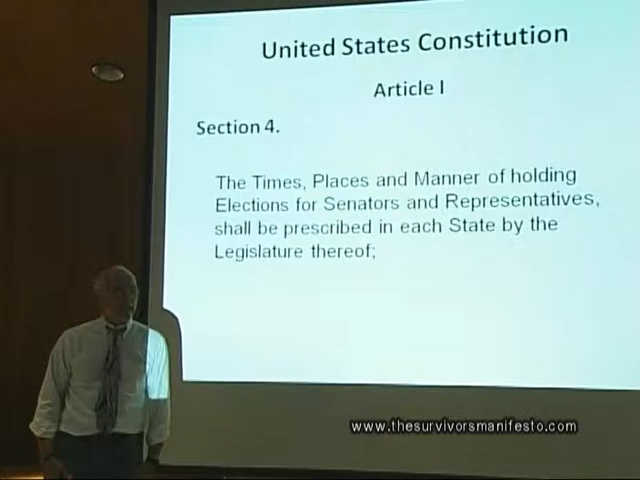 United States Constitution
Article I
Section 4.
The Times, Places and Manner of holding
Elections for Senators and Representatives,
shall be prescribed in each State by the
Legislature thereof;
www.thesurvivorsmanifesto.com